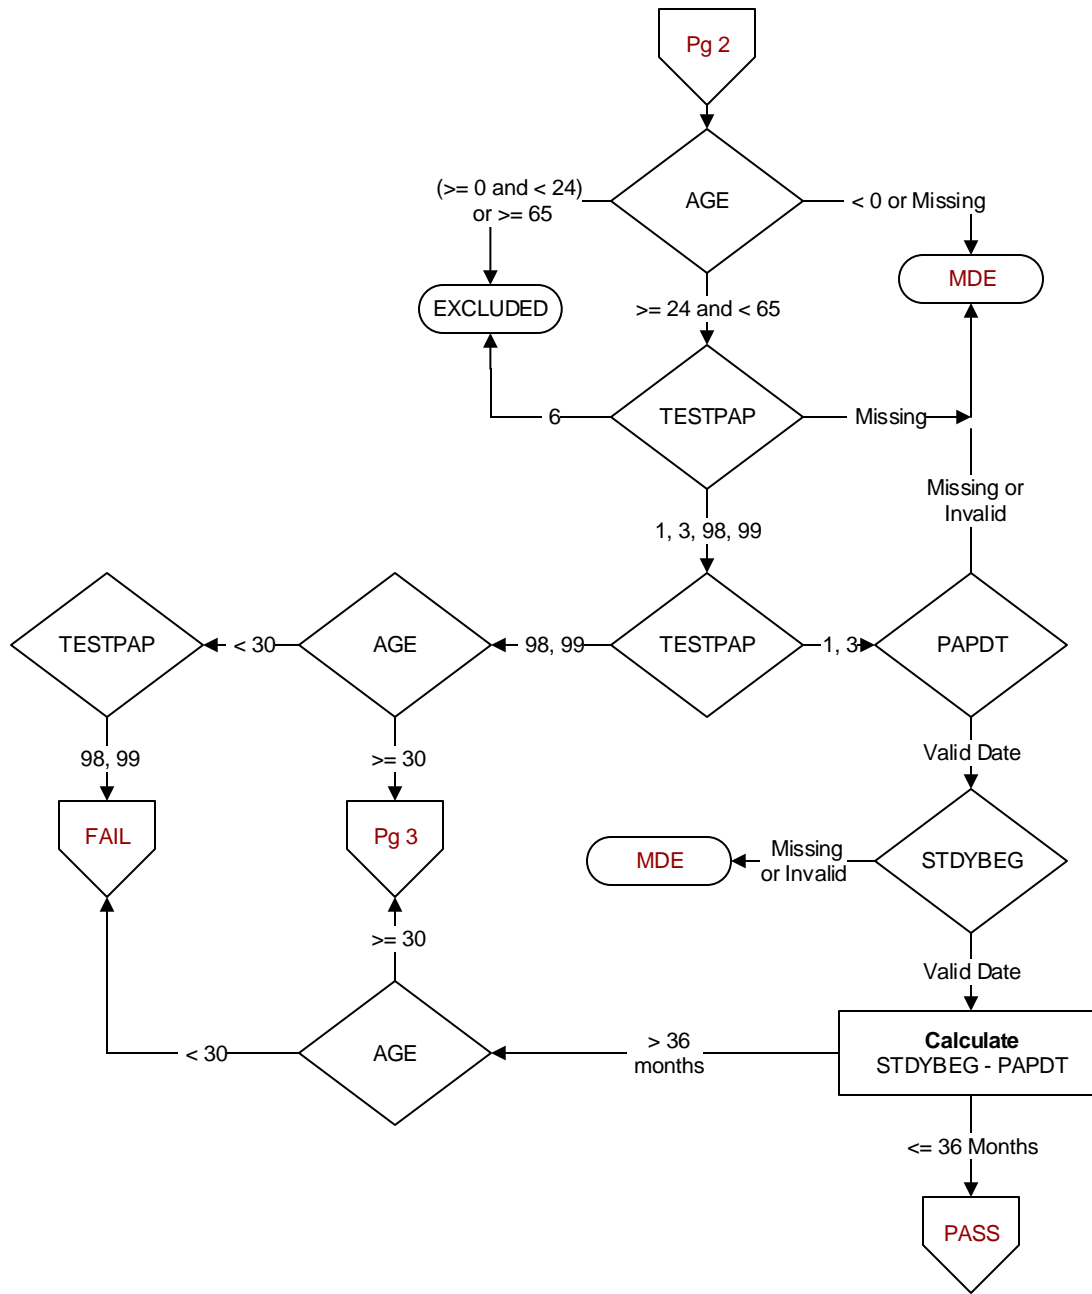 Pg 2
AGE
(>= 0 and < 24)
or >= 65
< 0 or Missing
MDE
EXCLUDED
>= 24 and < 65
TESTPAP
6
Missing
Missing or
Invalid
1, 3, 98, 99
TESTPAP
< 30
AGE
98, 99
TESTPAP
1, 3
PAPDT
98, 99
>= 30
Valid Date
FAIL
Pg 3
MDE
Missing
or Invalid
STDYBEG
>= 30
Valid Date
< 30
AGE
> 36
months
Calculate
STDYBEG - PAPDT
<= 36 Months
PASS